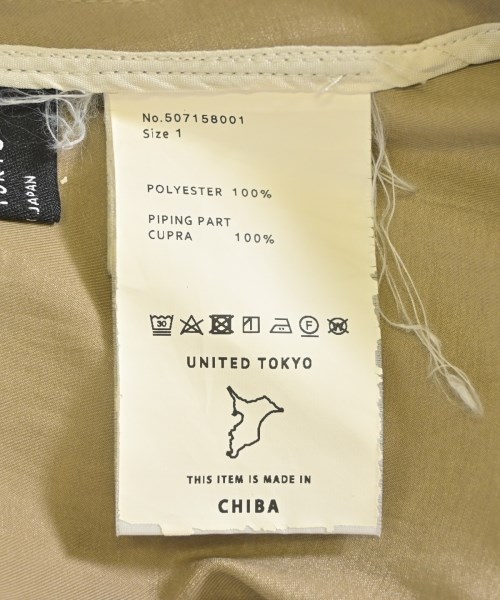 No.507158001
Size 1
POLYESTER 100%
PIPING PART
CUPRA 100%
30
F
W
UNITED TOKYO
THIS ITEM IS MADE IN
CHIBA
JAPAN